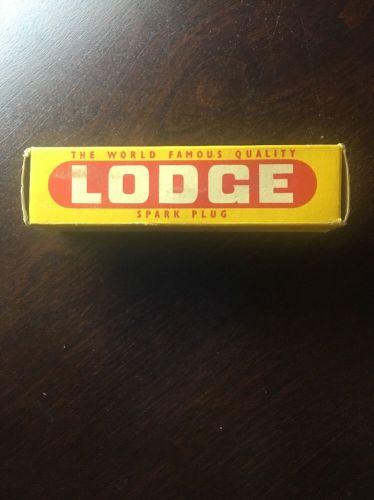 THE WORLD FAMOUS QUALITY
LODGE
SPARK PLUG